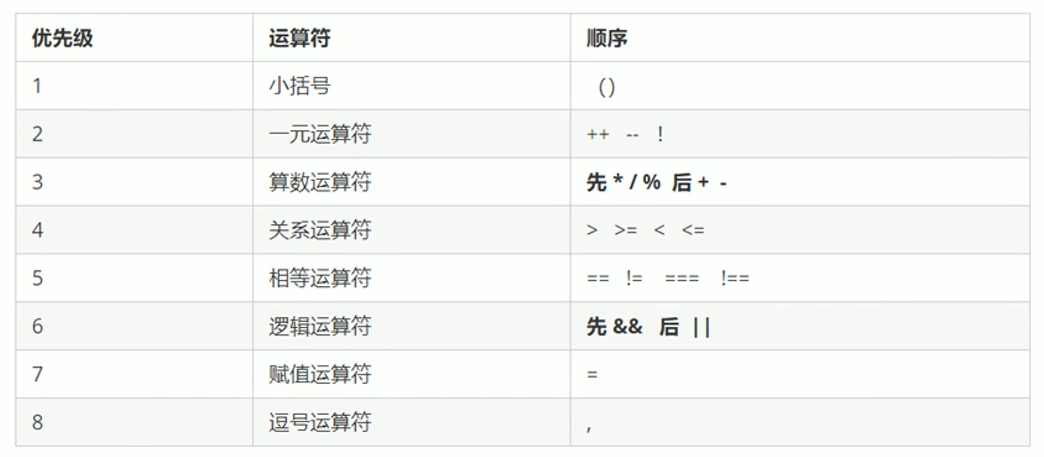 优先级 运算符 顺序
1 小括号 （）
2 一元运算符 ++ -- !
3 算数运算符 先 * / % 后 + -
4 关系运算符 > >= < <=
5 相等运算符 == != === !==
6 逻辑运算符 先 && 后 ||
7 赋值运算符 =
8 逗号运算符 ,